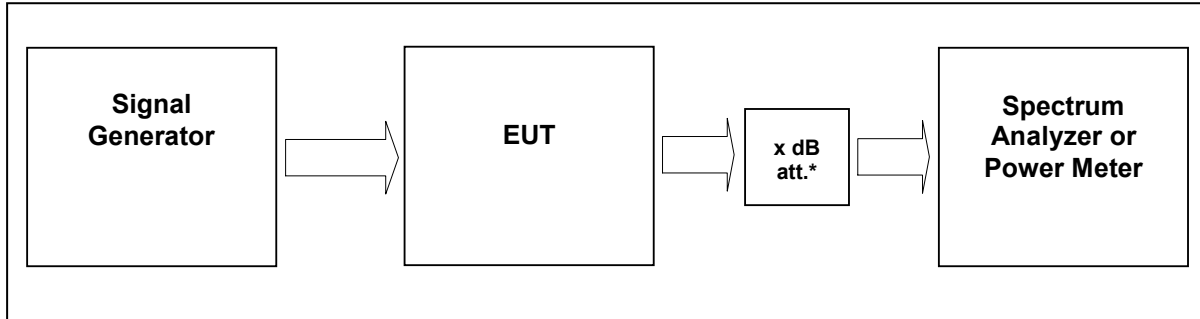 Signal
Generator
EUT
x dB
att.*
Spectrum
Analyzer or
Power Meter